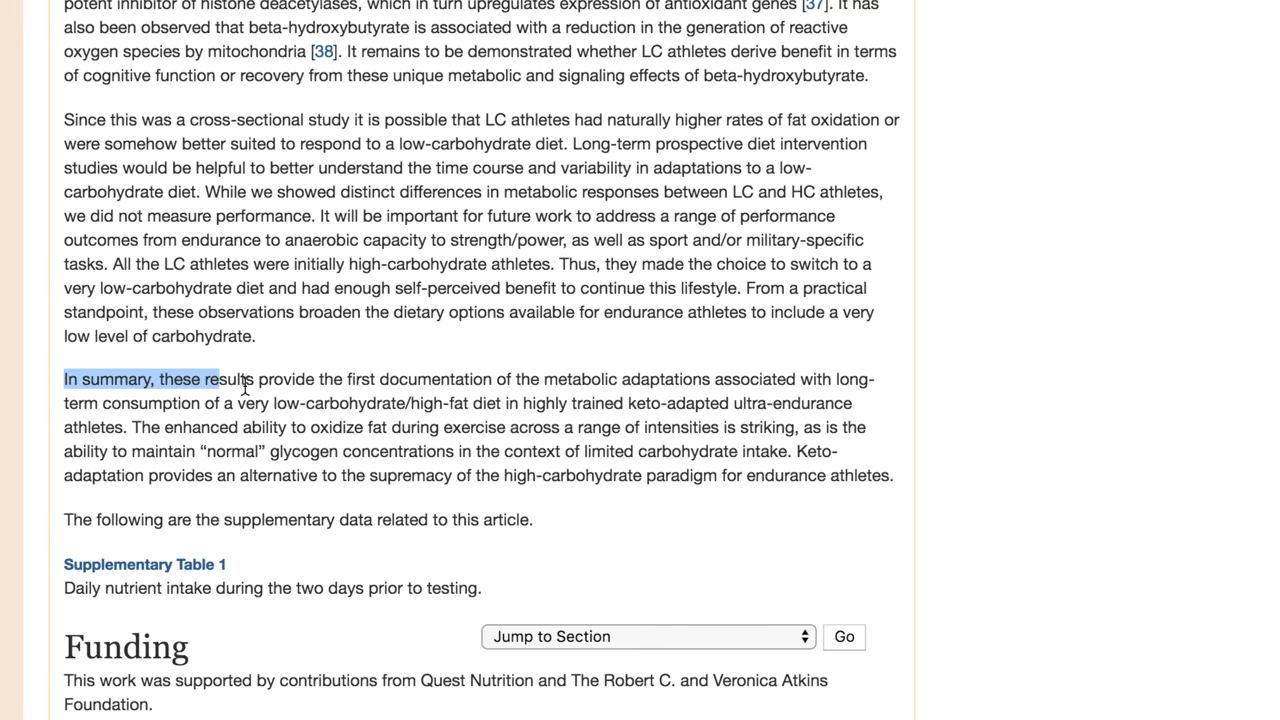 potent inhibitor of histone deacetylases, which in turn upregulates expression of antioxidant genes [37]. It has
also been observed that beta-hydroxybutyrate is associated with a reduction in the generation of reactive
oxygen species by mitochondria [38]. It remains to be demonstrated whether LC athletes derive benefit in terms
of cognitive function or recovery from these unique metabolic and signaling effects of beta-hydroxybutyrate.
Since this was a cross-sectional study it is possible that LC athletes had naturally higher rates of fat oxidation or
were somehow better suited to respond to a low-carbohydrate diet. Long-term prospective diet intervention
studies would be helpful to better understand the time course and variability in adaptations to a low-
carbohydrate diet. While we showed distinct differences in metabolic responses between LC and HC athletes,
we did not measure performance. It will be important for future work to address a range of performance
outcomes from endurance to anaerobic capacity to strength/power, as well as sport and/or military-specific
tasks. All the LC athletes were initially high-carbohydrate athletes. Thus, they made the choice to switch to a
very low-carbohydrate diet and had enough self-perceived benefit to continue this lifestyle. From a practical
standpoint, these observations broaden the dietary options available for endurance athletes to include a very
low level of carbohydrate.
In summary, these results provide the first documentation of the metabolic adaptations associated with long-
term consumption of a very low-carbohydrate/high-fat diet in highly trained keto-adapted ultra-endurance
athletes. The enhanced ability to oxidize fat during exercise across a range of intensities is striking, as is the
ability to maintain “normal” glycogen concentrations in the context of limited carbohydrate intake. Keto-
adaptation provides an alternative to the supremacy of the high-carbohydrate paradigm for endurance athletes.
The following are the supplementary data related to this article.
Supplementary Table 1
Daily nutrient intake during the two days prior to testing.
Funding
Jump to Section
Go
This work was supported by contributions from Quest Nutrition and The Robert C. and Veronica Atkins
Foundation.